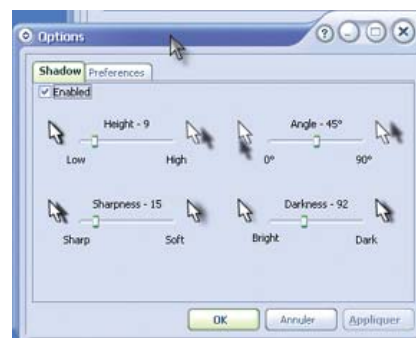 Options
Shadow Preferences
Enabled
Height - 9 Angle - 45°
Low High 0° 90°
Sharpness - 15 Darkness - 92
Sharp Soft Bright Dark
OK Annuler Appliquer